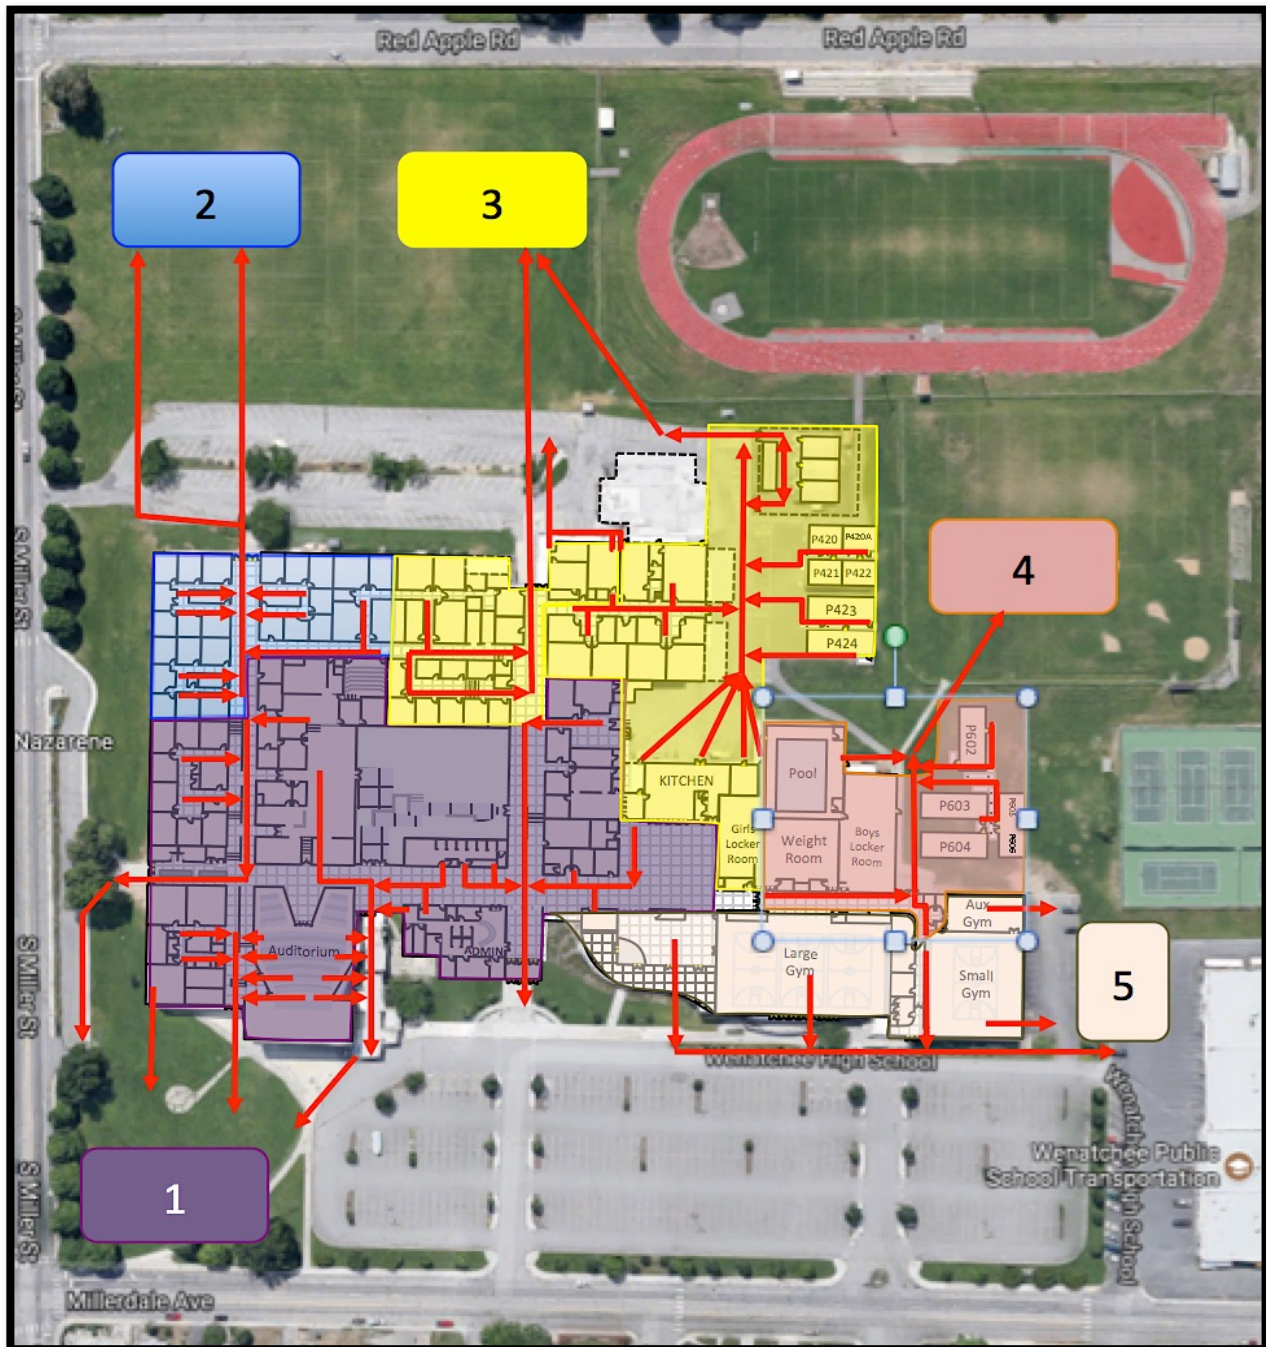 Red Apple Rd
Red Apple Rd
2
3
S Miller St
P420
P420A
P421
P422
P423
P424
4
Nazarene
P602
Pool
KITCHEN
P603
P604
P606
Girls
Locker
Room
Weight
Room
Boys
Locker
Room
Aux
Gym
Auditorium
ADMIN
Large
Gym
Small
Gym
5
S Miller St
Wenatchee High School
Wenatchee High School
Wenatchee Public
School Transportation
1
S Miller St
Millerdale Ave